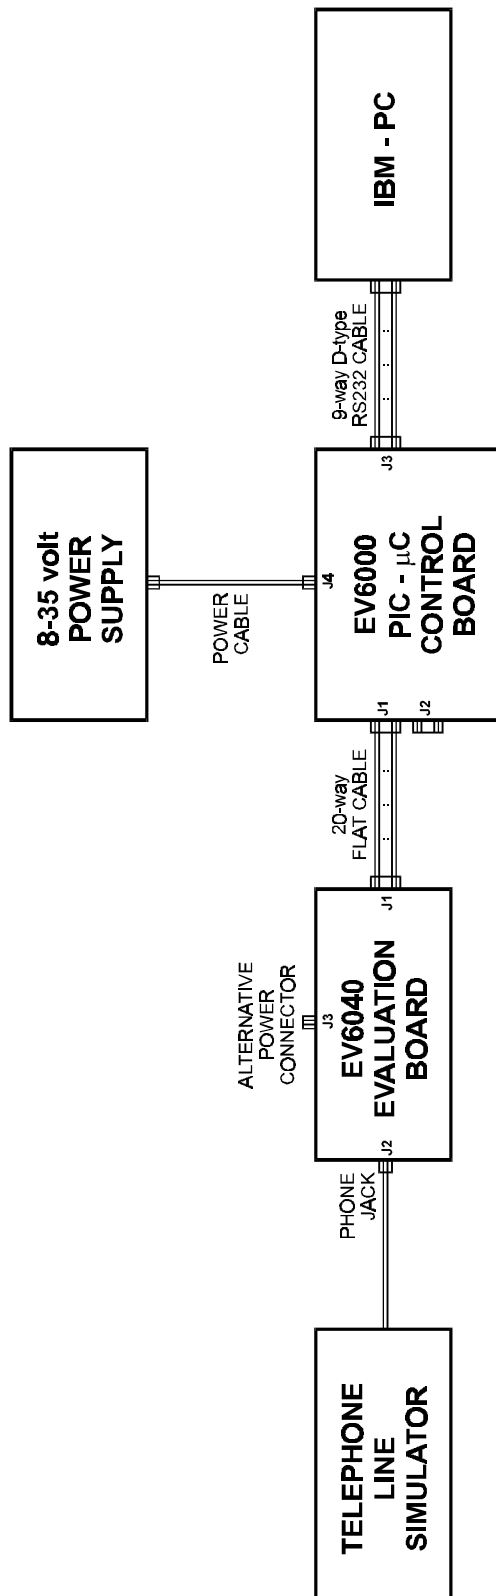 8-35 volt
POWER
SUPPLY
POWER
CABLE
TELEPHONE
LINE
SIMULATOR
PHONE
JACK
J2
ALTERNATIVE
POWER
CONNECTOR
J3
EV6040
EVALUATION
BOARD
J1
20-way
FLAT CABLE
J1
J2
J4
EV6000
PIC - µC
CONTROL
BOARD
J3
9-way D-type
RS232 CABLE
IBM - PC